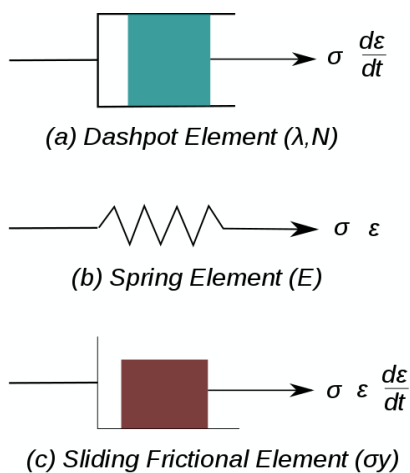 σ dε/dt
(a) Dashpot Element (λ,N)
σ ε
(b) Spring Element (E)
σ ε dε/dt
(c) Sliding Frictional Element (σy)